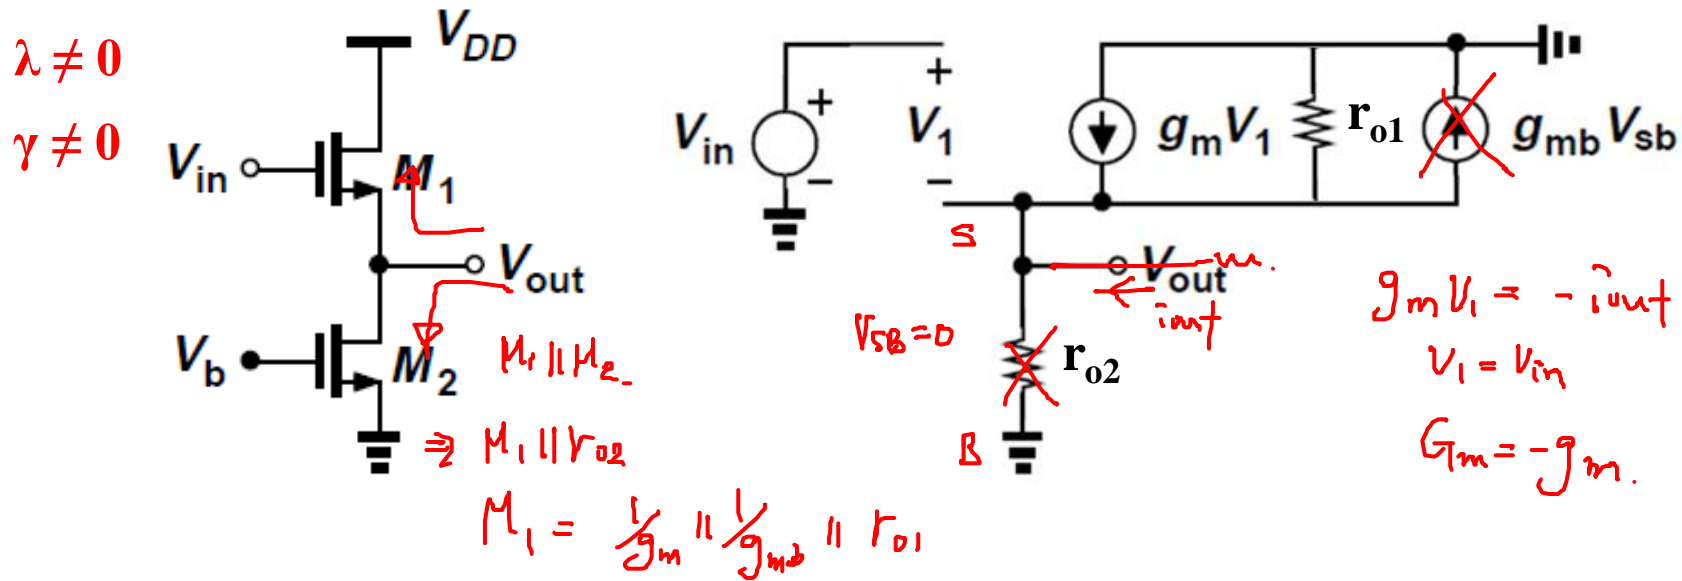 λ ≠ 0
γ ≠ 0
V_DD
V_in
M_1
V_out
V_b
M_2
M_1 || M_2
⇒ M_1 || r_o2
M_1 = 1/g_m || 1/g_mb || r_o1
V_in
+
−
+
V_1
−
g_m V_1
r_o1
g_mb V_sb
S
V_out
i_out
V_SB = 0
r_o2
B
g_m V_1 = - i_out
V_1 = V_in
G_m = - g_m.